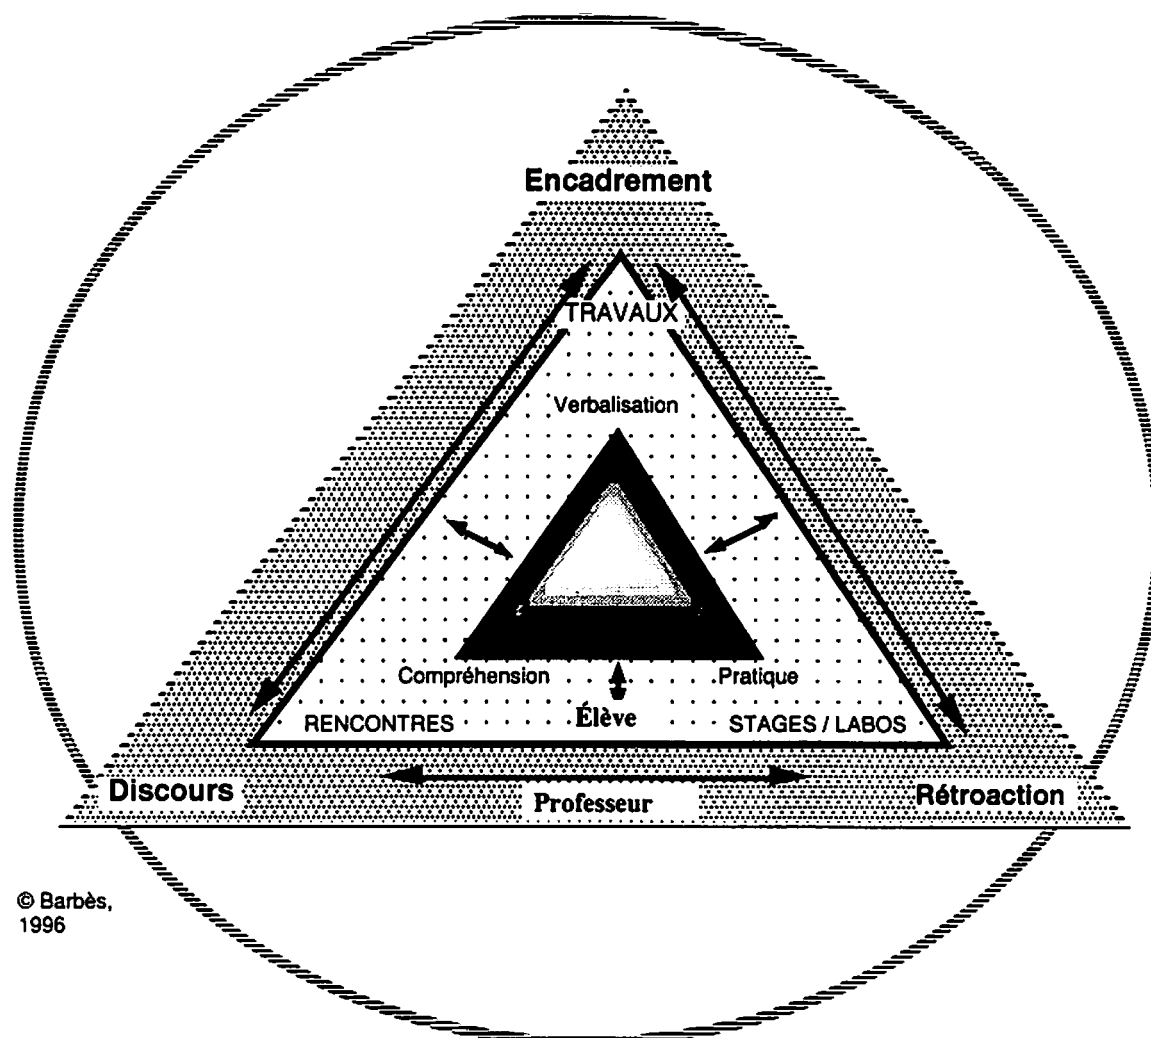 Encadrement
TRAVAUX
Verbalisation
Compréhension
Pratique
Élève
RENCONTRES
STAGES / LABOS
Discours
Professeur
Rétroaction
© Barbès,
1996